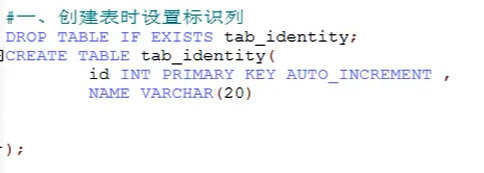 #一、创建表时设置标识列
DROP TABLE IF EXISTS tab_identity;
CREATE TABLE tab_identity(
id INT PRIMARY KEY AUTO_INCREMENT ,
NAME VARCHAR(20)
);